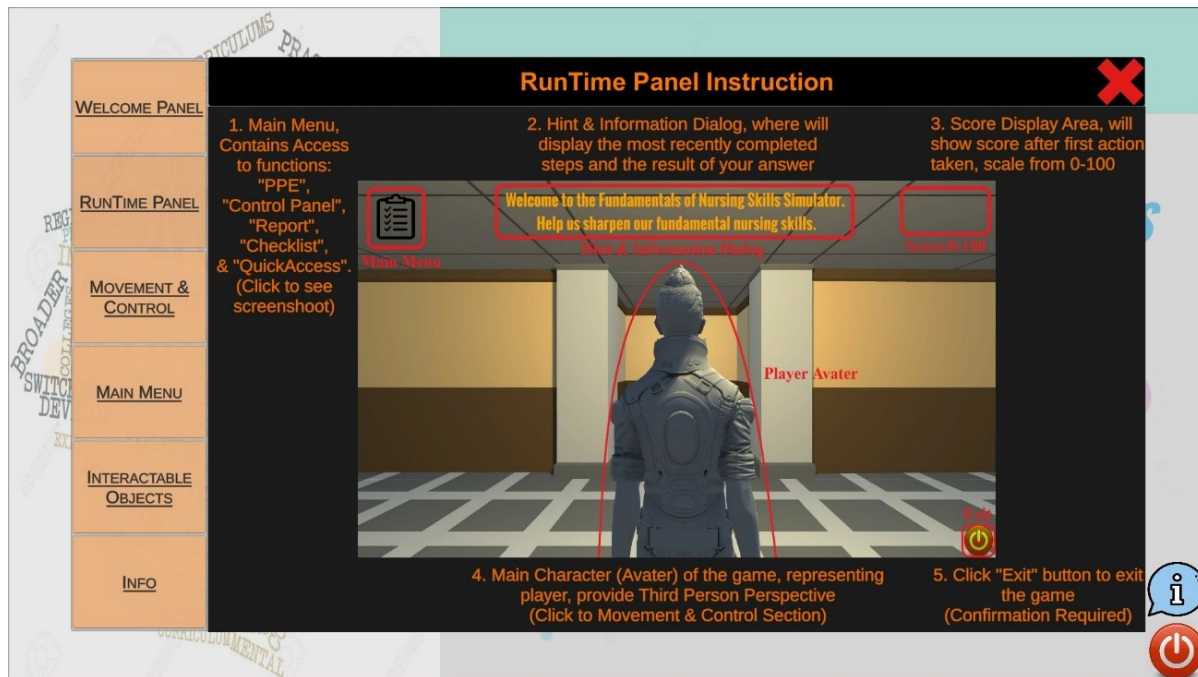 CURRICULUMS
REG
BROADER
COLLEGES
WELCOME PANEL
RUNTIME PANEL
MOVEMENT &
CONTROL
MAIN MENU
INTERACTABLE
OBJECTS
INFO
RunTime Panel Instruction
1. Main Menu,
Contains Access
to functions:
"PPE",
"Control Panel",
"Report",
"Checklist",
& "QuickAccess".
(Click to see
screenshoot)
2. Hint & Information Dialog, where will
display the most recently completed
steps and the result of your answer
3. Score Display Area, will
show score after first action
taken, scale from 0-100
Welcome to the Fundamentals of Nursing Skills Simulator.
Help us sharpen our fundamental nursing skills.
Main Menu
Hint & Information Dialog
Score:0-100
Player Avater
Exit
4. Main Character (Avater) of the game, representing
player, provide Third Person Perspective
(Click to Movement & Control Section)
5. Click "Exit" button to exit
the game
(Confirmation Required)